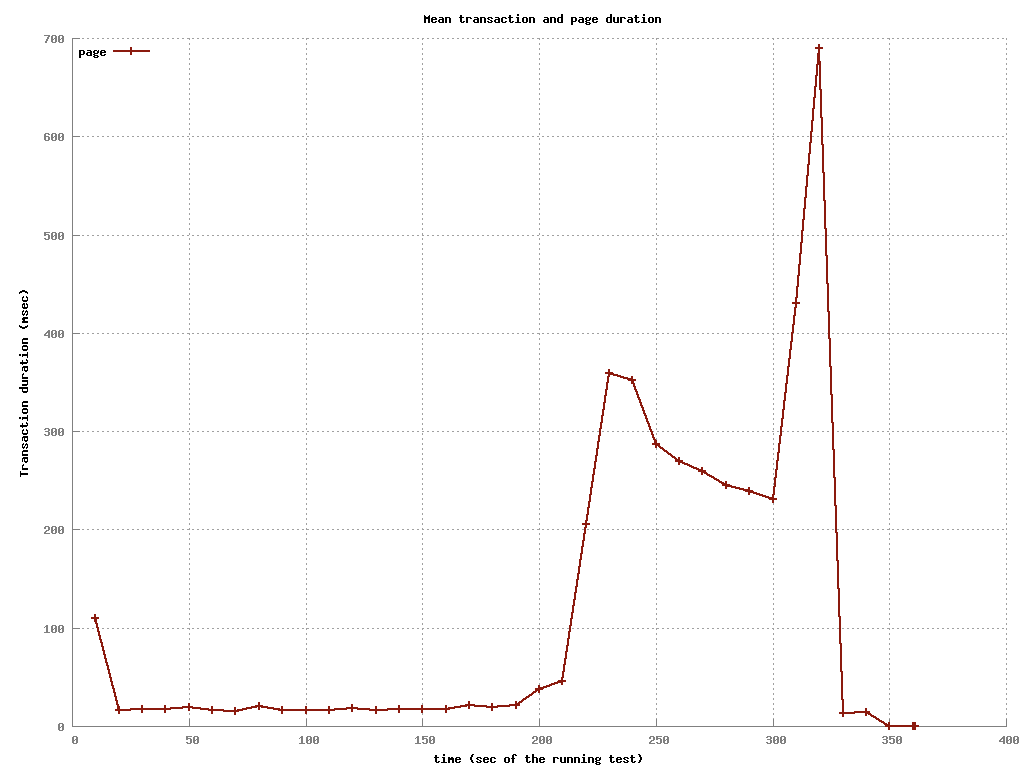 Mean transaction and page duration
700
page
600
500
400
300
200
100
0
Transaction duration (msec)
0 50 100 150 200 250 300 350 400
time (sec of the running test)